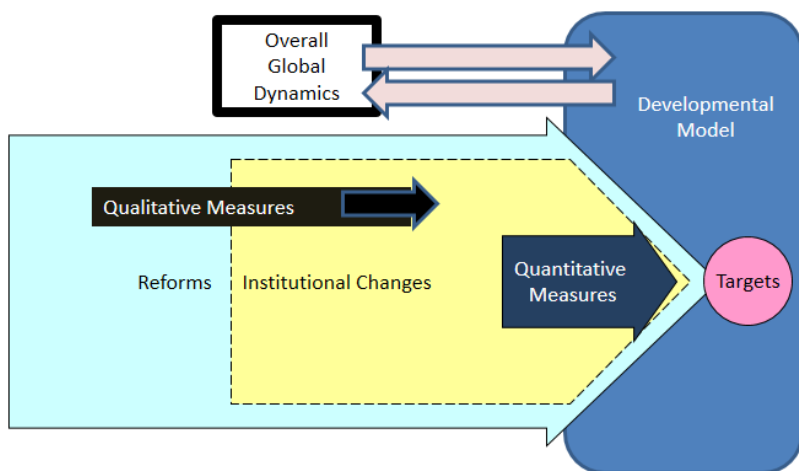 Overall
Global
Dynamics
Developmental
Model
Qualitative Measures
Reforms
Institutional Changes
Quantitative
Measures
Targets